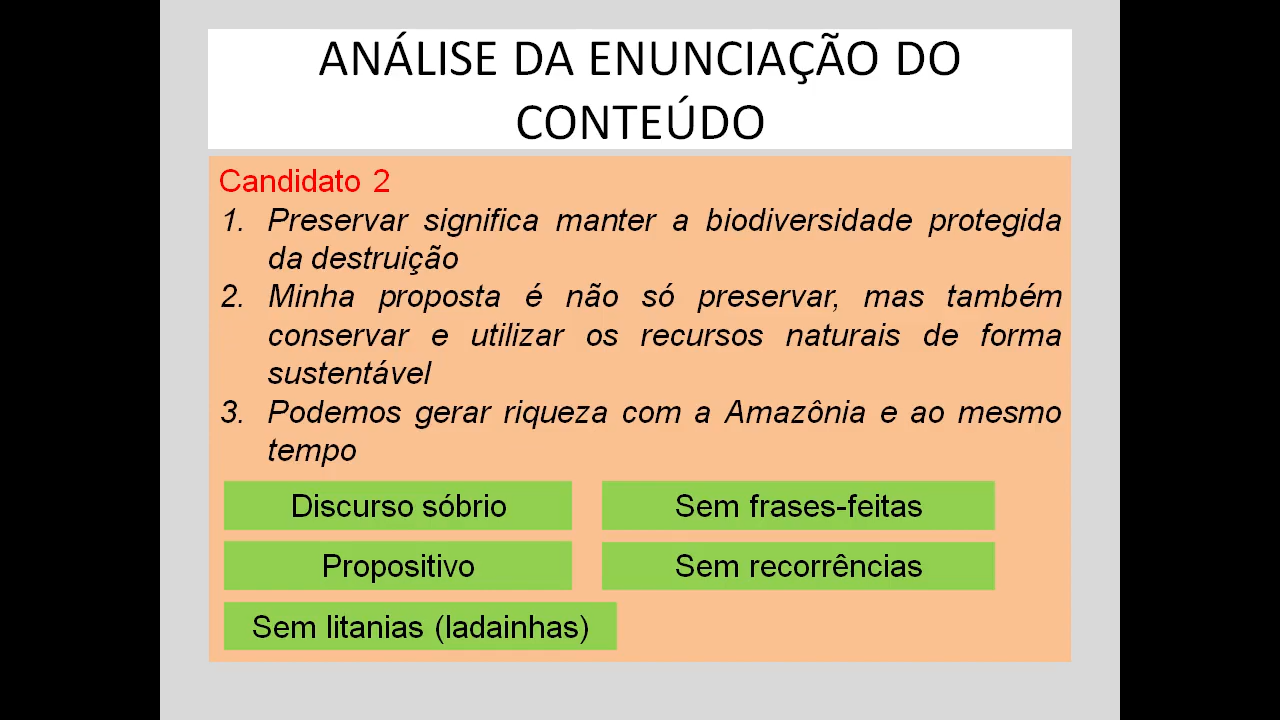 ANÁLISE DA ENUNCIAÇÃO DO
CONTEÚDO
Candidato 2
1. Preservar significa manter a biodiversidade protegida
da destruição
2. Minha proposta é não só preservar, mas também
conservar e utilizar os recursos naturais de forma
sustentável
3. Podemos gerar riqueza com a Amazônia e ao mesmo
tempo
Discurso sóbrio
Sem frases-feitas
Propositivo
Sem recorrências
Sem litanias (ladainhas)